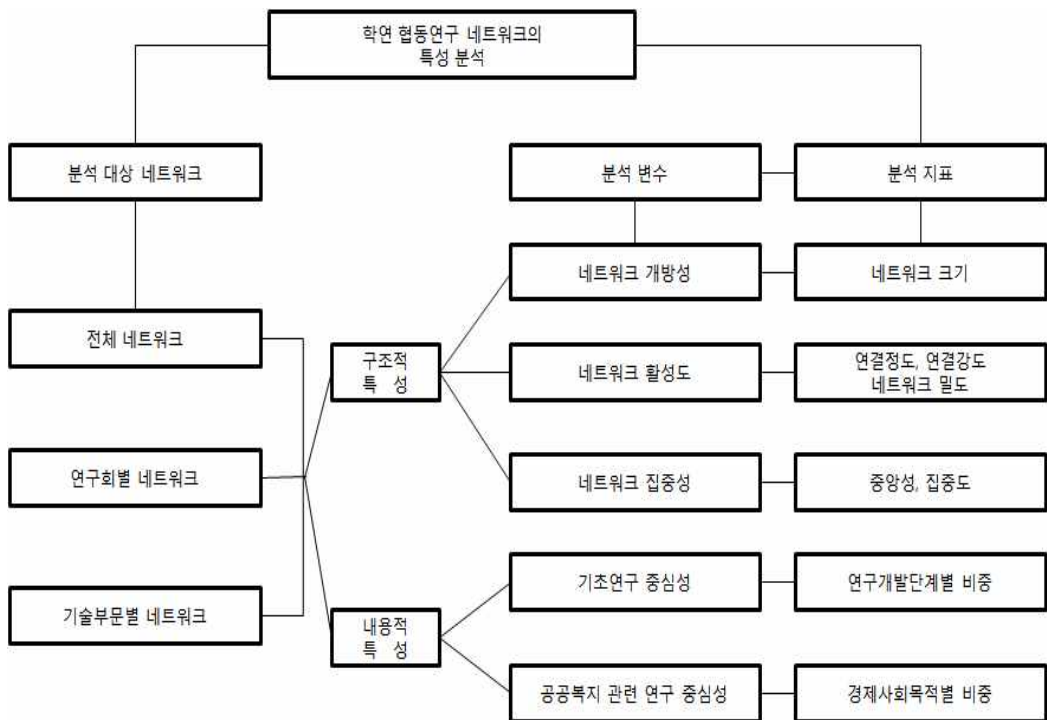 학연 협동연구 네트워크의
특성 분석
분석 대상 네트워크
분석 변수
분석 지표
네트워크 개방성
네트워크 크기
전체 네트워크
구조적
특 성
네트워크 활성도
연결정도, 연결강도
네트워크 밀도
연구회별 네트워크
네트워크 집중성
중앙성, 집중도
기초연구 중심성
연구개발단계별 비중
기술부문별 네트워크
내용적
특 성
공공복지 관련 연구 중심성
경제사회목적별 비중